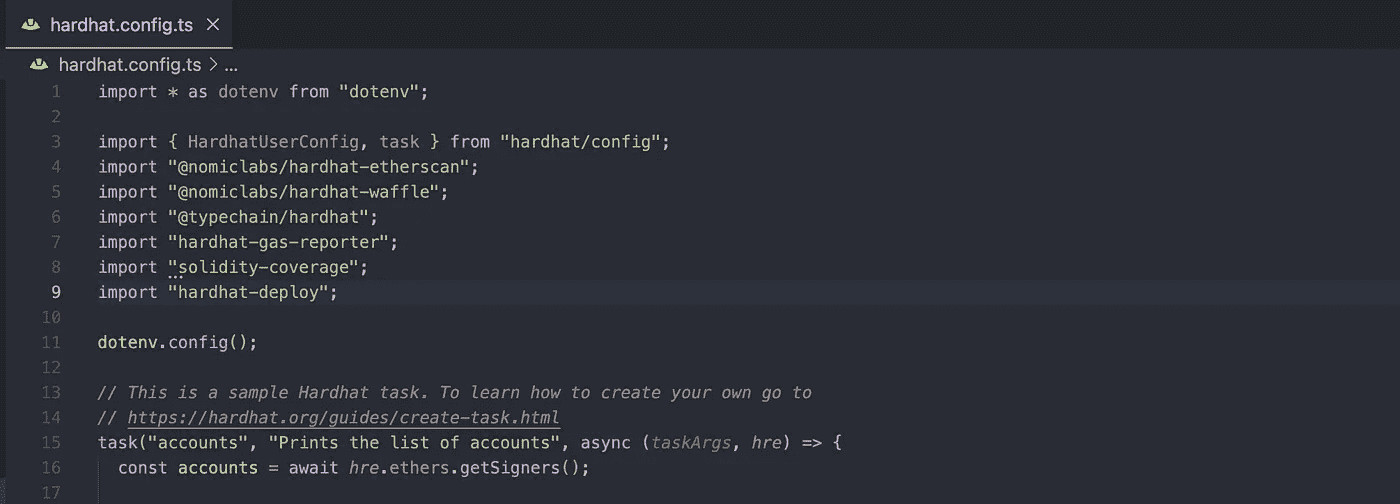 hardhat.config.ts ×
hardhat.config.ts > ...
1 import * as dotenv from "dotenv";
2
3 import { HardhatUserConfig, task } from "hardhat/config";
4 import "@nomiclabs/hardhat-etherscan";
5 import "@nomiclabs/hardhat-waffle";
6 import "@typechain/hardhat";
7 import "hardhat-gas-reporter";
8 import "solidity-coverage";
9 import "hardhat-deploy";
10
11 dotenv.config();
12
13 // This is a sample Hardhat task. To learn how to create your own go to
14 // https://hardhat.org/guides/create-task.html
15 task("accounts", "Prints the list of accounts", async (taskArgs, hre) => {
16 const accounts = await hre.ethers.getSigners();
17